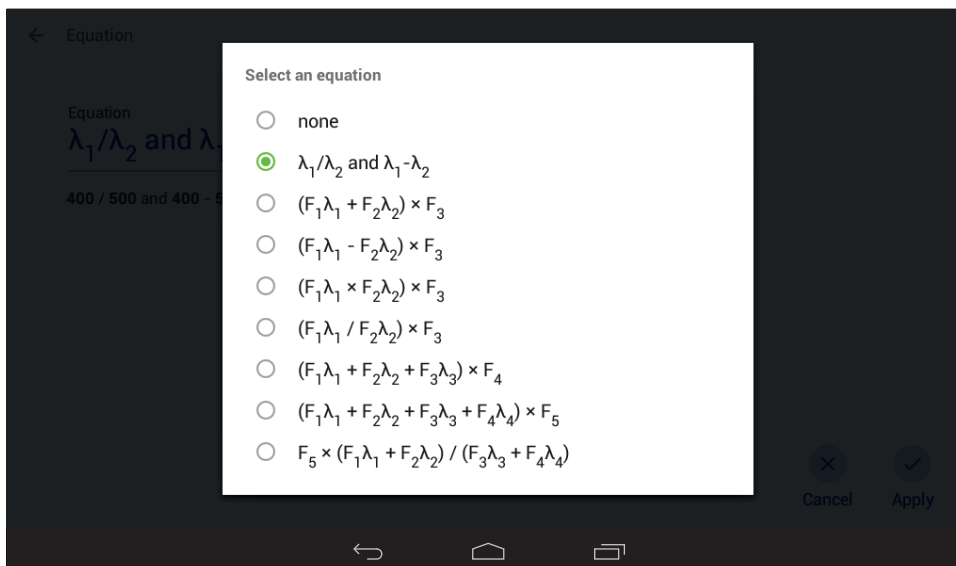 Equation
Select an equation
Equation
λ₁/λ₂ and λ
400 / 500 and 400 - 5
none
λ₁/λ₂ and λ₁-λ₂
(F₁λ₁ + F₂λ₂) × F₃
(F₁λ₁ - F₂λ₂) × F₃
(F₁λ₁ × F₂λ₂) × F₃
(F₁λ₁ / F₂λ₂) × F₃
(F₁λ₁ + F₂λ₂ + F₃λ₃) × F₄
(F₁λ₁ + F₂λ₂ + F₃λ₃ + F₄λ₄) × F₅
F₅ × (F₁λ₁ + F₂λ₂) / (F₃λ₃ + F₄λ₄)
Cancel Apply